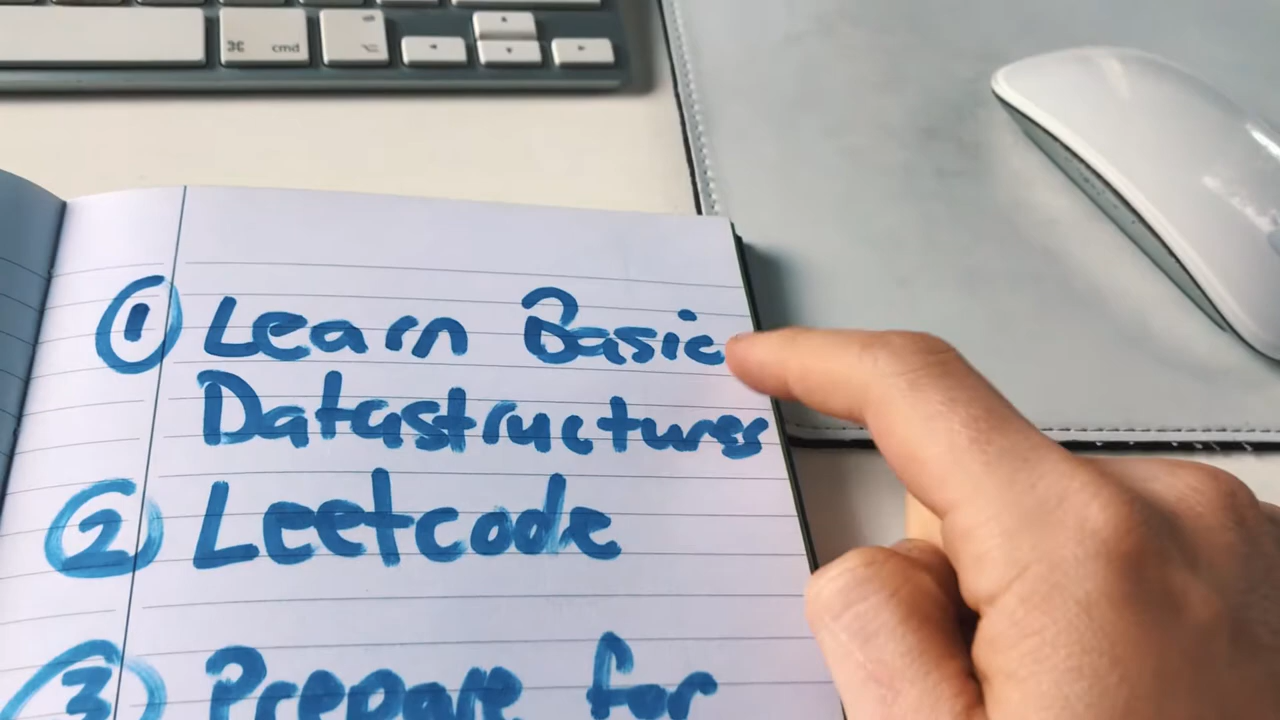 ⌘ cmd
⌥
① Learn Basic
Datastructures
② Leetcode
③ Prepare for